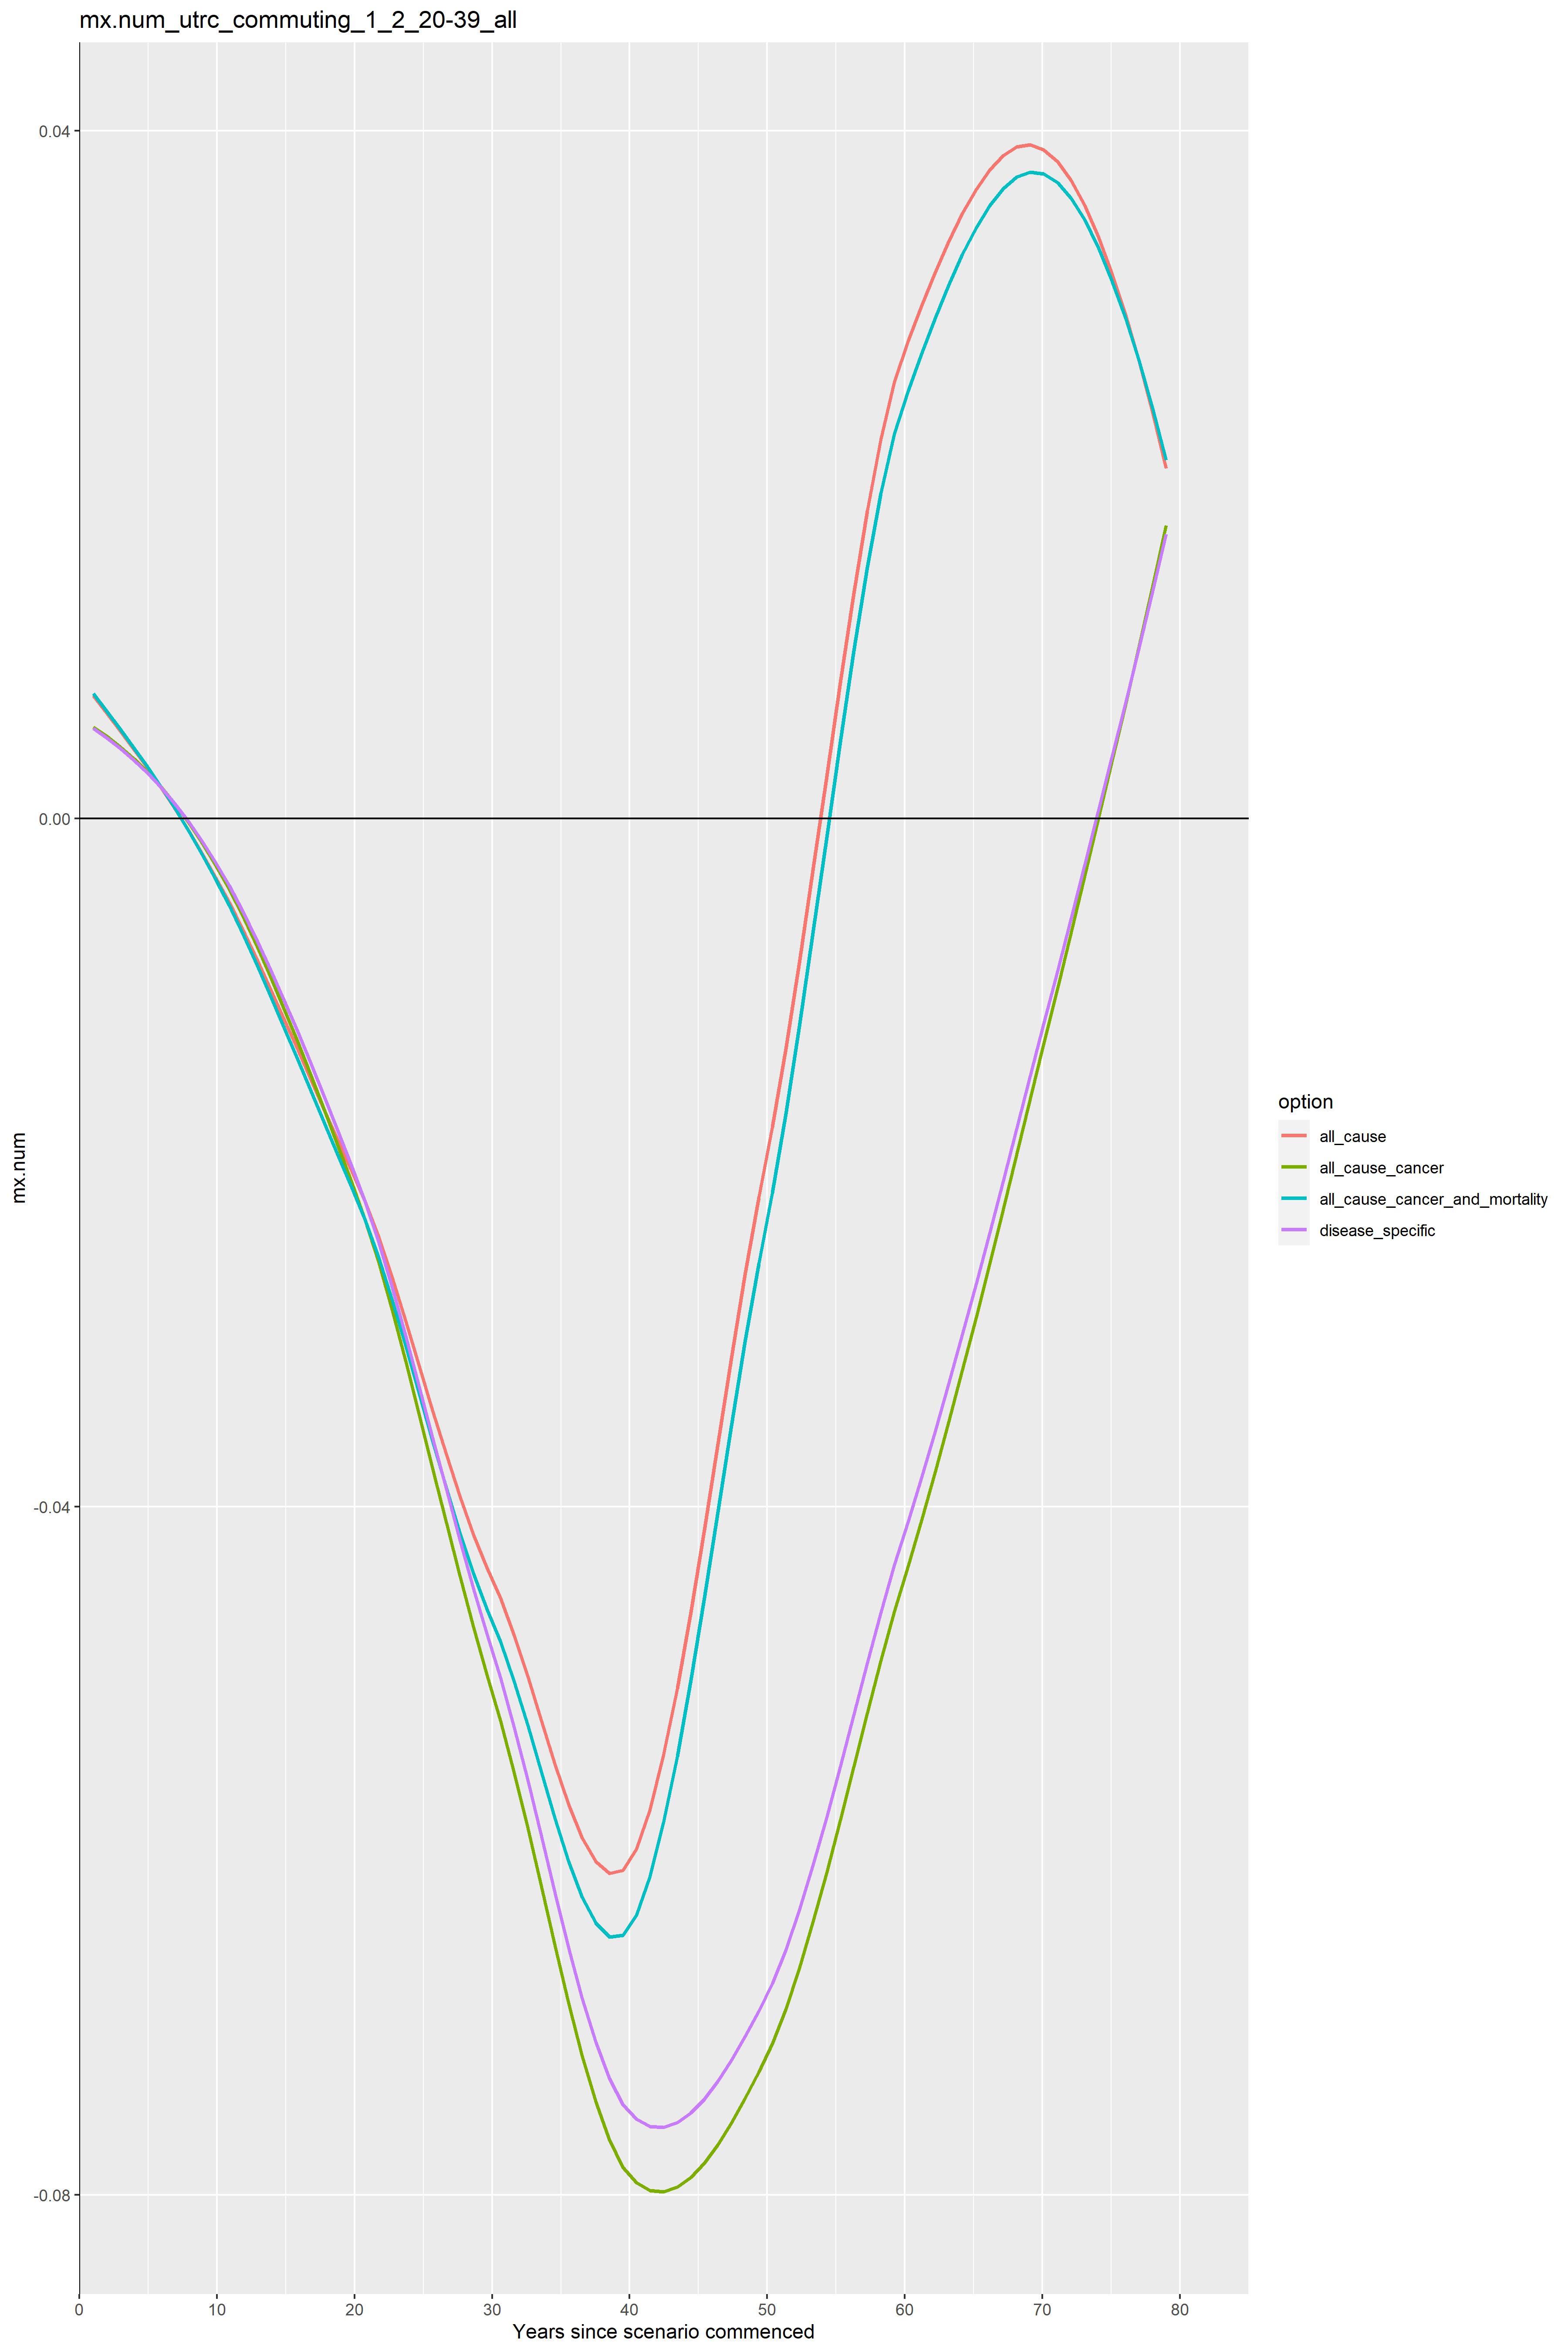 mx.num_utrc_commuting_1_2_20-39_all
0.04
0.00
-0.04
-0.08
mx.num
0 10 20 30 40 50 60 70 80
Years since scenario commenced
option
all_cause
all_cause_cancer
all_cause_cancer_and_mortality
disease_specific